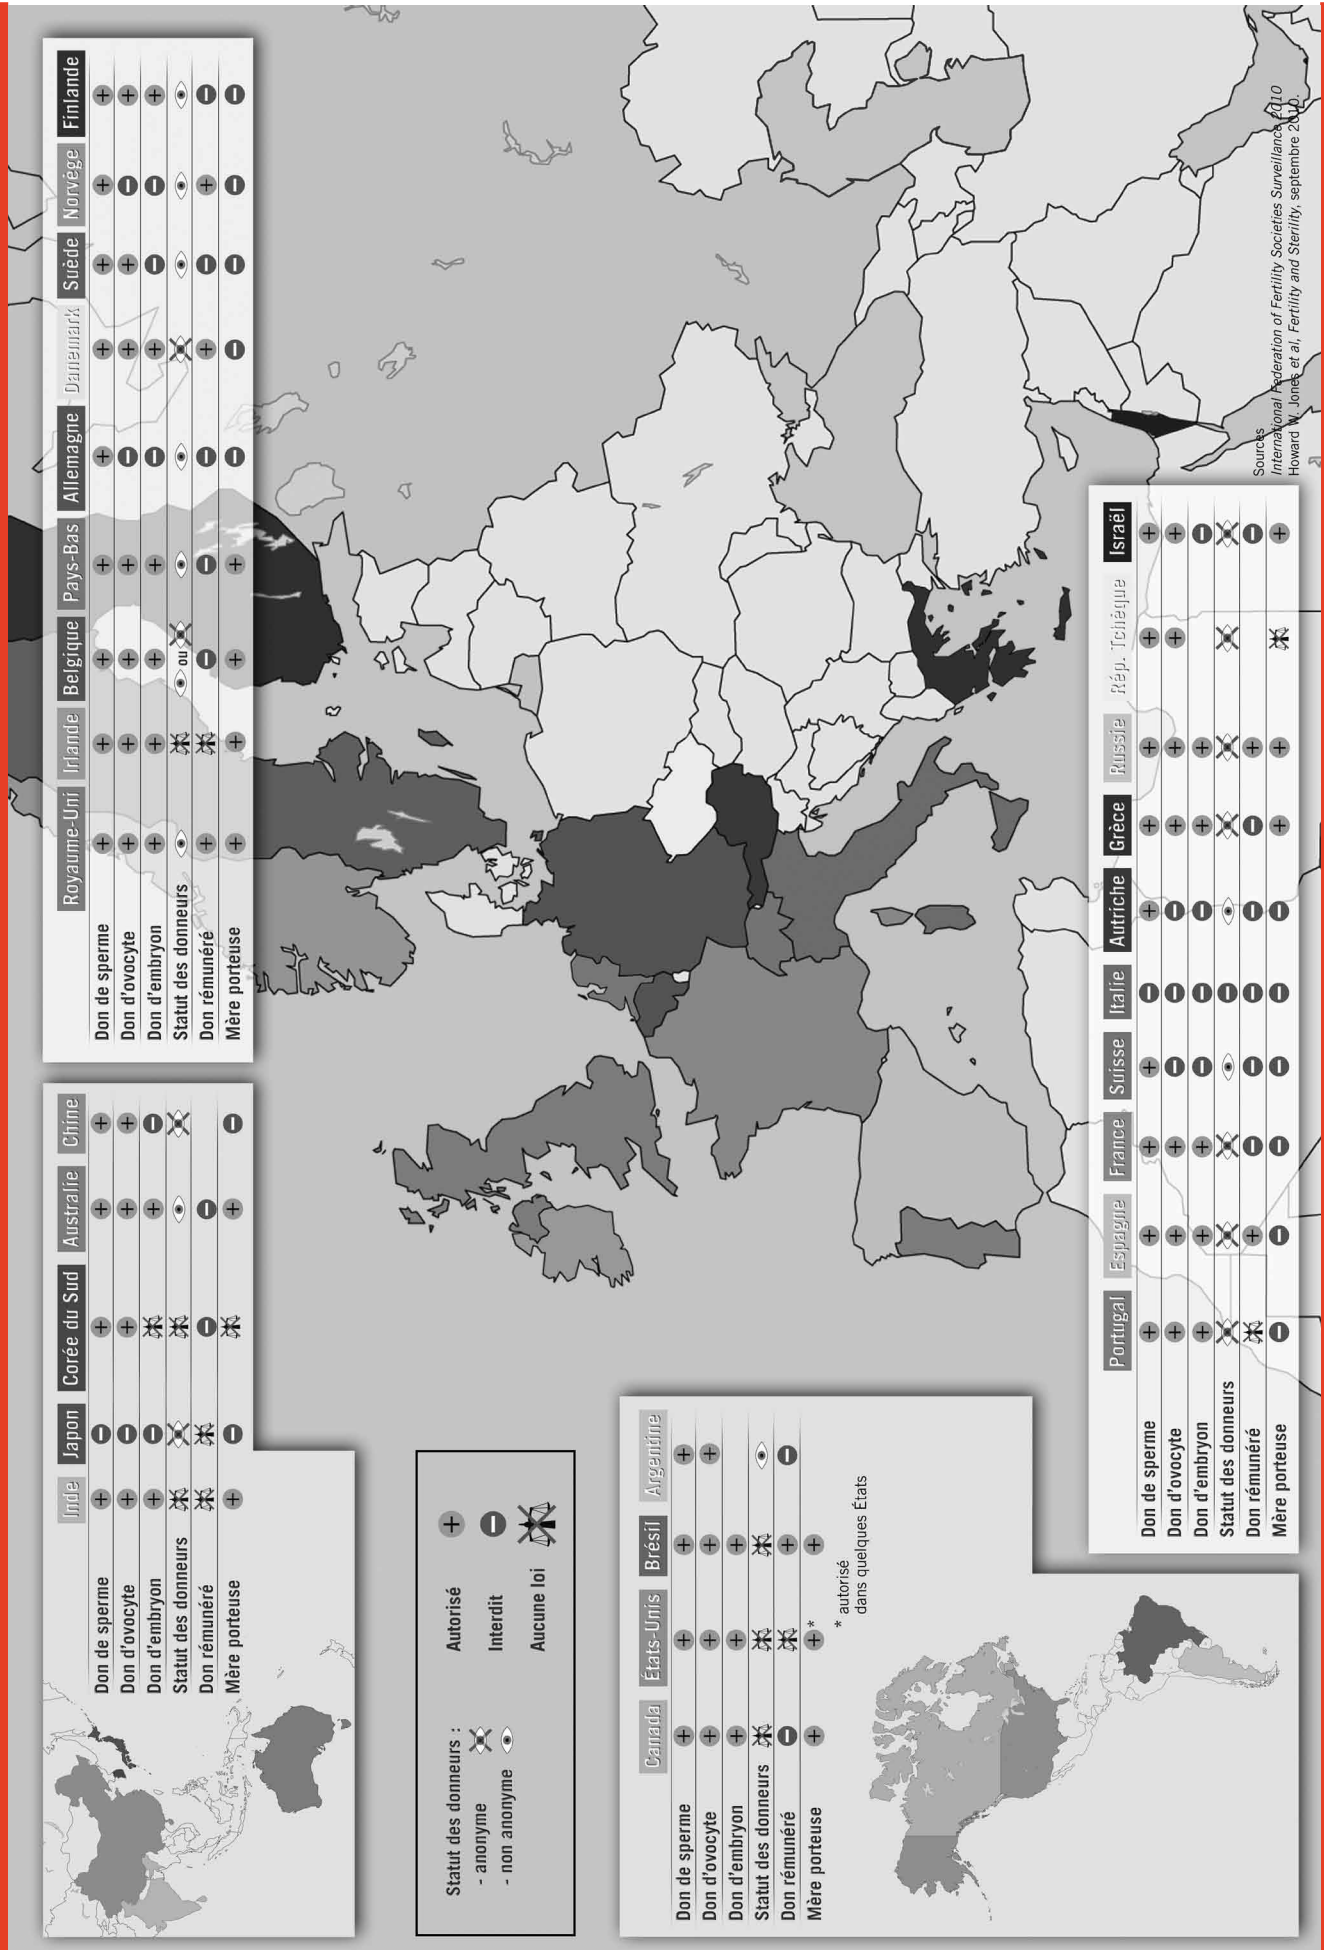 Inde Japon Corée du Sud Australie Chine
Don de sperme
Don d'ovocyte
Don d'embryon
Statut des donneurs
Don rémunéré
Mère porteuse
Royaume-Uni Irlande Belgique Pays-Bas Allemagne Danemark Suède Norvège Finlande
Don de sperme
Don d'ovocyte
Don d'embryon
Statut des donneurs ou
Don rémunéré
Mère porteuse
Statut des donneurs :
- anonyme
- non anonyme
Autorisé
Interdit
Aucune loi
Canada États-Unis Brésil Argentine
Don de sperme
Don d'ovocyte
Don d'embryon
Statut des donneurs
Don rémunéré
Mère porteuse *
* autorisé
dans quelques États
Portugal Espagne France Suisse Italie Autriche Grèce Russie Rép. Tchèque Israël
Don de sperme
Don d'ovocyte
Don d'embryon
Statut des donneurs
Don rémunéré
Mère porteuse
Sources
International Federation of Fertility Societies Surveillance 2010
Howard W. Jones et al, Fertility and Sterility, septembre 2010.